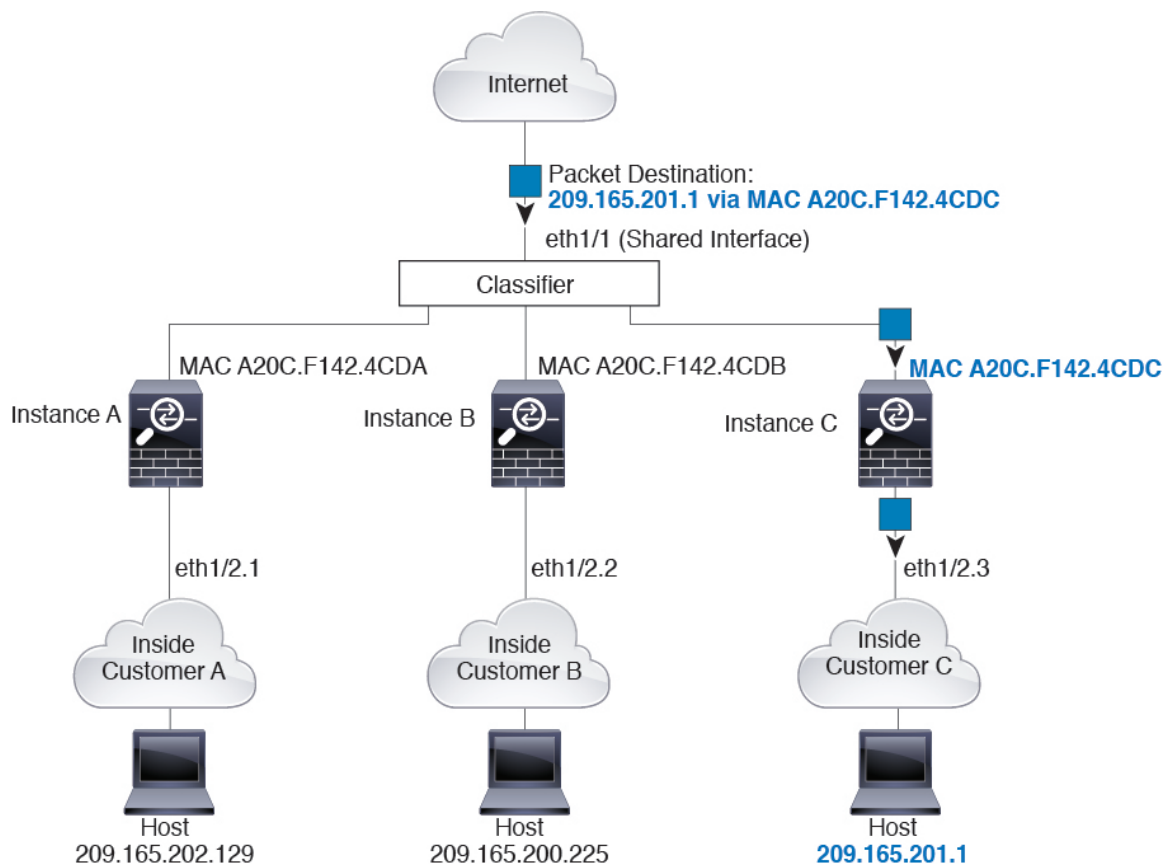 Internet
Packet Destination:
209.165.201.1 via MAC A20C.F142.4CDC
eth1/1 (Shared Interface)
Classifier
MAC A20C.F142.4CDA
MAC A20C.F142.4CDB
MAC A20C.F142.4CDC
Instance A
Instance B
Instance C
eth1/2.1
eth1/2.2
eth1/2.3
Inside
Customer A
Inside
Customer B
Inside
Customer C
Host
209.165.202.129
Host
209.165.200.225
Host
209.165.201.1